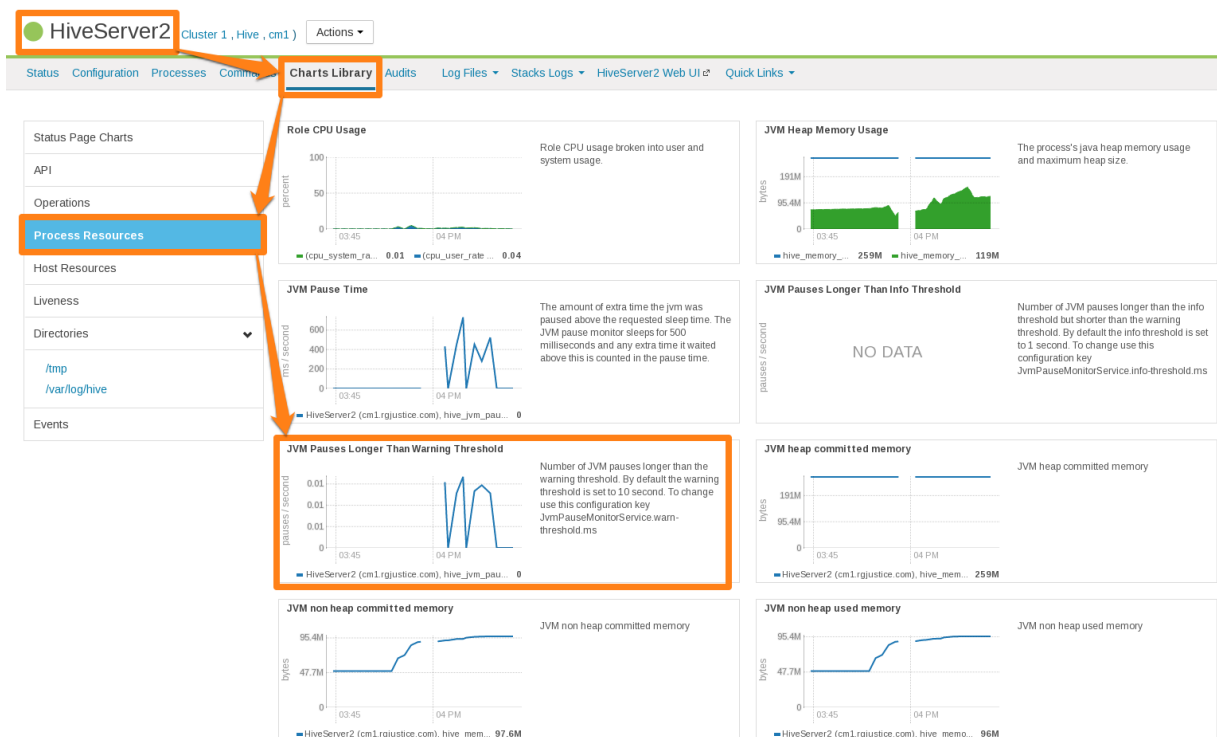 HiveServer2 Cluster 1 , Hive , cm1 ) Actions
Status Configuration Processes Charts Library Audits Log Files Stacks Logs HiveServer2 Web UI Quick Links
Status Page Charts
API
Operations
Process Resources
Host Resources
Liveness
Directories
/tmp
/var/log/hive
Events
Role CPU Usage
Role CPU usage broken into user and
system usage.
percent
100
50
0
03:45
04 PM
(cpu_system_ra... 0.01 (cpu_user_rate ... 0.04
JVM Heap Memory Usage
The process's java heap memory usage
and maximum heap size.
bytes
191M
95.4M
0
03:45
04 PM
hive_memory_... 259M hive_memory_... 119M
JVM Pause Time
The amount of extra time the jvm was
paused above the requested sleep time. The
JVM pause monitor sleeps for 500
milliseconds and any extra time it waited
above this is counted in the pause time.
ms / second
600
400
200
0
03:45
04 PM
HiveServer2 (cm1.rgjustice.com), hive_jvm_pau... 0
JVM Pauses Longer Than Info Threshold
Number of JVM pauses longer than the info
threshold but shorter than the warning
threshold. By default the info threshold is set
to 1 second. To change use this
configuration key
JvmPauseMonitorService.info-threshold.ms
pauses / second
NO DATA
JVM Pauses Longer Than Warning Threshold
Number of JVM pauses longer than the
warning threshold. By default the warning
threshold is set to 10 second. To change
use this configuration key
JvmPauseMonitorService.warn-
threshold.ms
pauses / second
0.01
0.01
0.01
0
03:45
04 PM
HiveServer2 (cm1.rgjustice.com), hive_jvm_pau... 0
JVM heap committed memory
JVM heap committed memory
bytes
191M
95.4M
0
03:45
04 PM
HiveServer2 (cm1.rgjustice.com), hive_mem... 259M
JVM non heap committed memory
JVM non heap committed memory
bytes
95.4M
47.7M
0
03:45
04 PM
HiveServer2 (cm1.rgjustice.com), hive_mem... 97.6M
JVM non heap used memory
JVM non heap used memory
bytes
95.4M
47.7M
0
03:45
04 PM
HiveServer2 (cm1.rgjustice.com), hive_memo... 96M